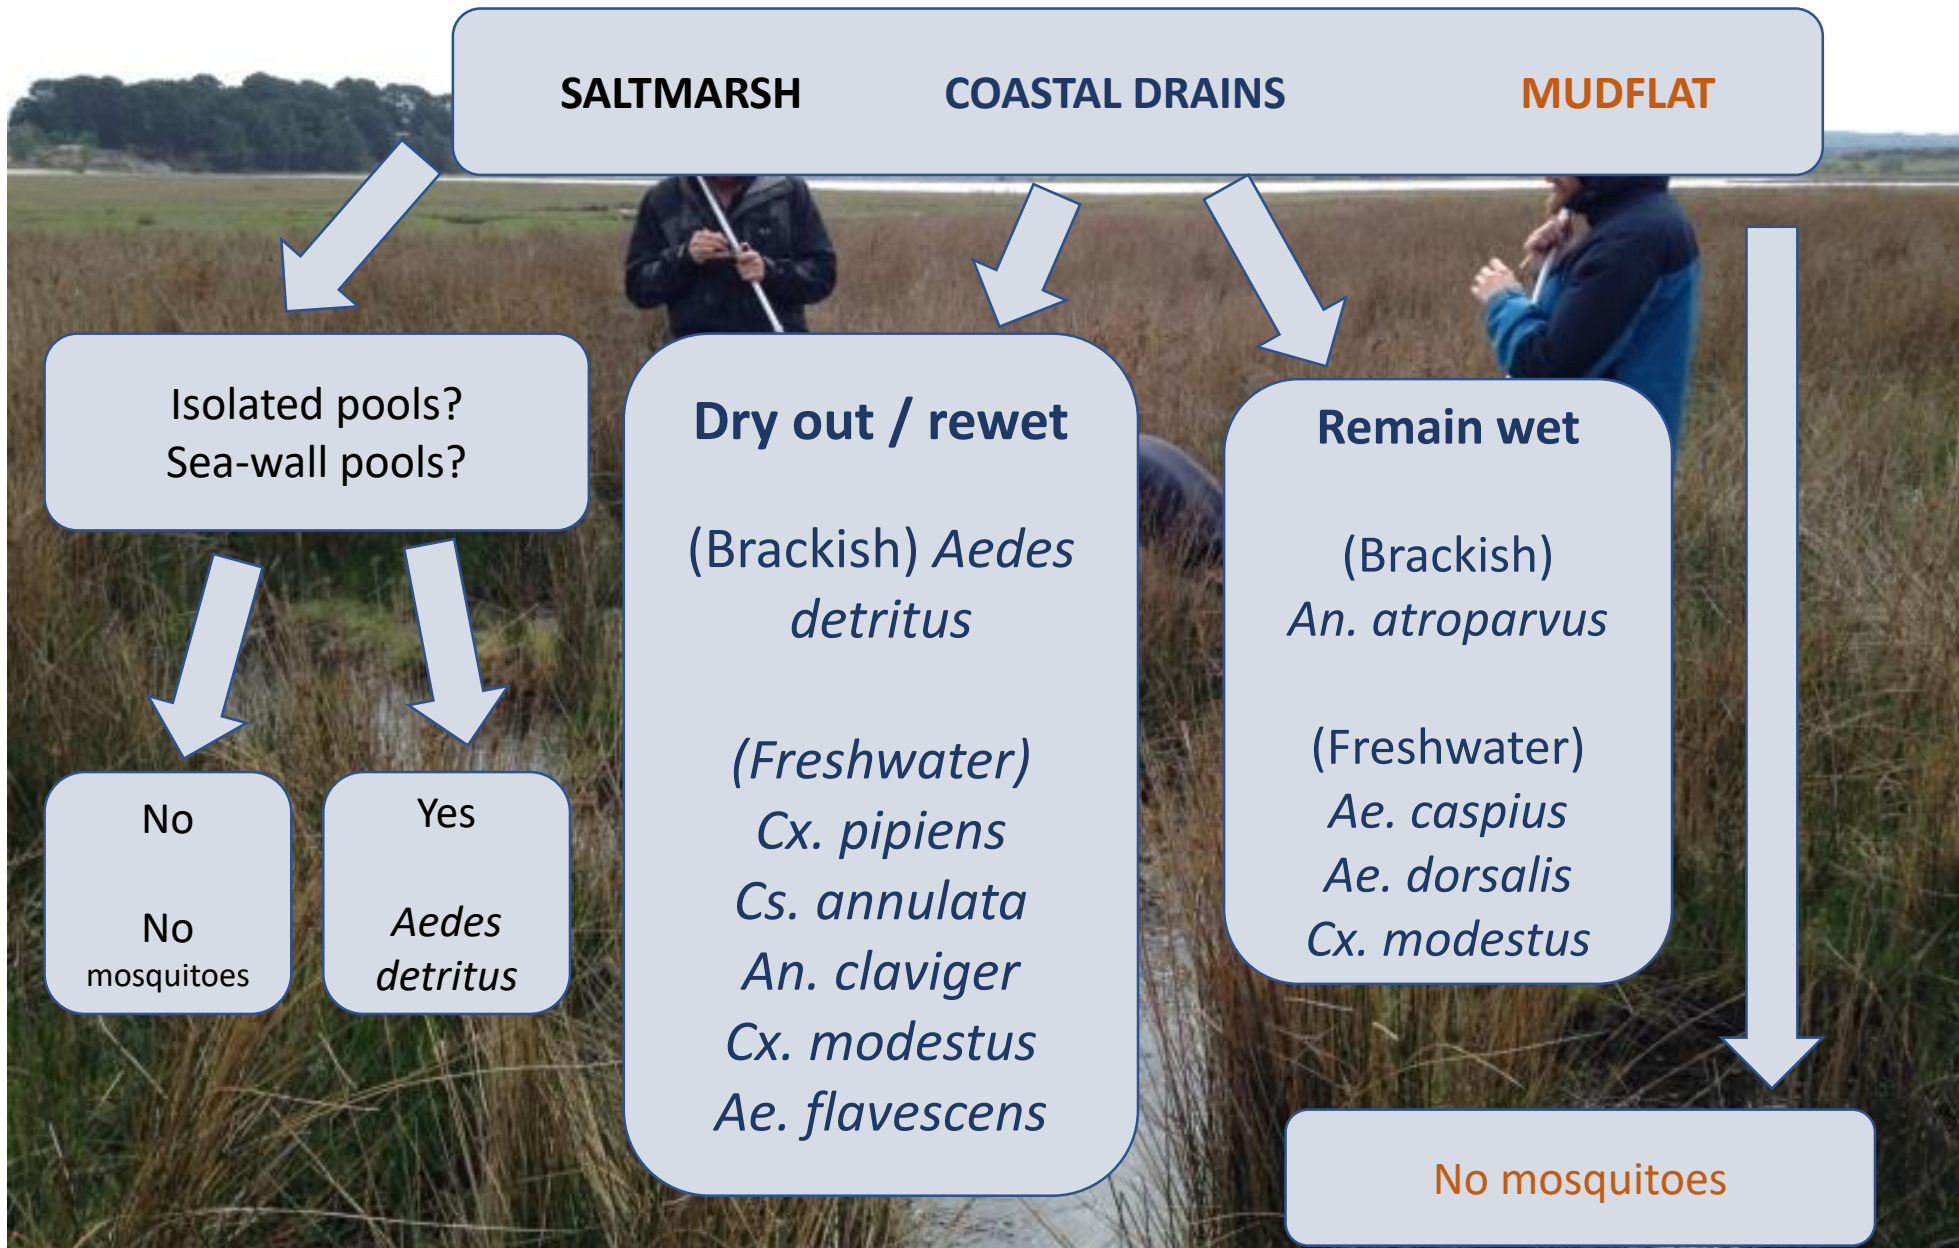 SALTMARSH COASTAL DRAINS MUDFLAT
Isolated pools?
Sea-wall pools?
No
No
mosquitoes
Yes
Aedes
detritus
Dry out / rewet
(Brackish) Aedes
detritus
(Freshwater)
Cx. pipiens
Cs. annulata
An. claviger
Cx. modestus
Ae. flavescens
Remain wet
(Brackish)
An. atroparvus
(Freshwater)
Ae. caspius
Ae. dorsalis
Cx. modestus
No mosquitoes